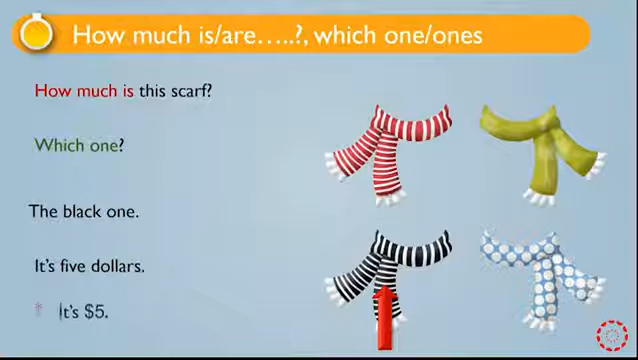 How much is/are…..?, which one/ones
How much is this scarf?
Which one?
The black one.
It's five dollars.
* It's $5.